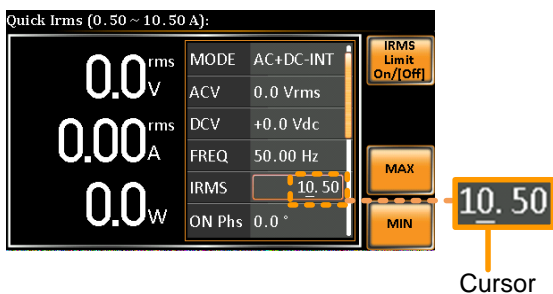 Quick Irms (0.50 ~ 10.50 A):
0.0 rms V
0.00 rms A
0.0 W
MODE AC+DC-INT
ACV 0.0 Vrms
DCV +0.0 Vdc
FREQ 50.00 Hz
IRMS 10.50
ON Phs 0.0 °
IRMS
Limit
On/[Off]
MAX
MIN
10.50
Cursor